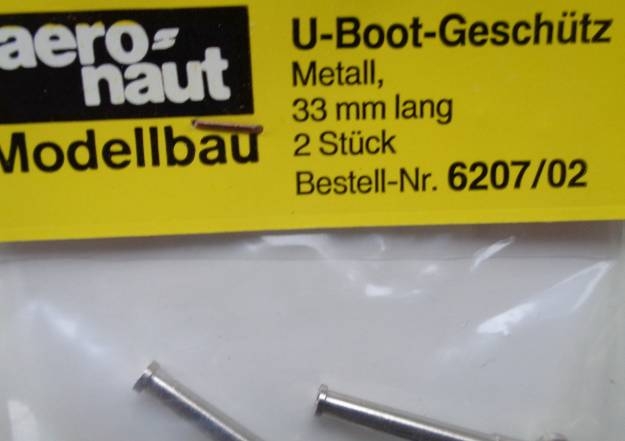 aero-
naut
Modellbau
U-Boot-Geschütz
Metall,
33 mm lang
2 Stück
Bestell-Nr. 6207/02